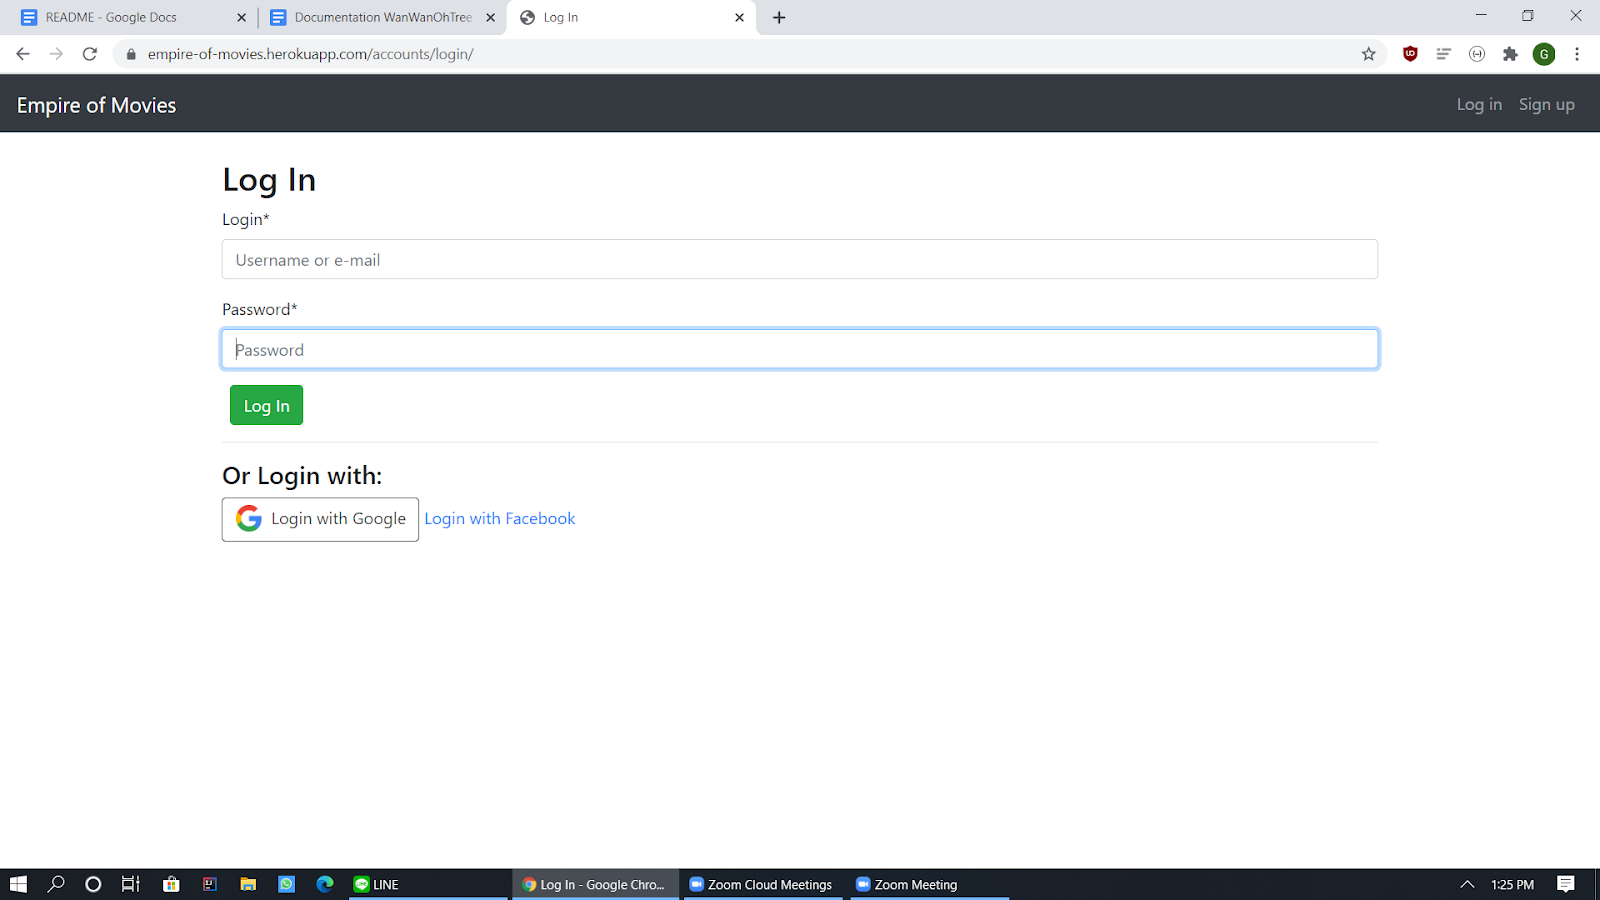 README - Google Docs
Documentation WanWanOhTree
Log In
empire-of-movies.herokuapp.com/accounts/login/
G
Empire of Movies
Log in
Sign up
Log In
Login*
Username or e-mail
Password*
Password
Log In
Or Login with:
Login with Google
Login with Facebook
LINE
Log In - Google Chro...
Zoom Cloud Meetings
Zoom Meeting
1:25 PM